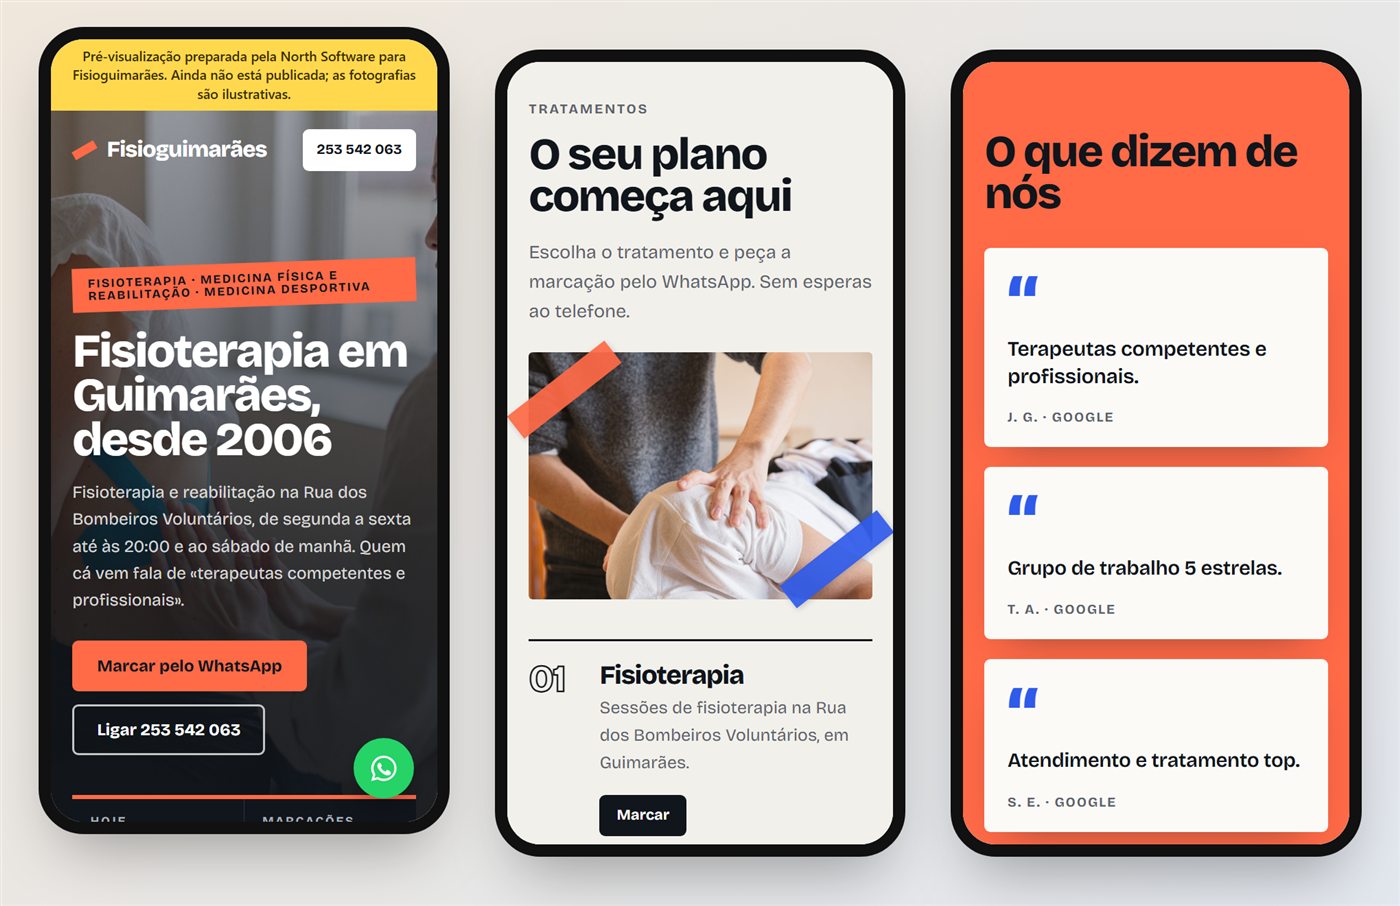 Pré-visualização preparada pela North Software para
Fisioguimarães. Ainda não está publicada; as fotografias
são ilustrativas.
Fisioguimarães
253 542 063
FISIOTERAPIA · MEDICINA FÍSICA E
REABILITAÇÃO · MEDICINA DESPORTIVA
Fisioterapia em
Guimarães,
desde 2006
Fisioterapia e reabilitação na Rua dos
Bombeiros Voluntários, de segunda a sexta
até às 20:00 e ao sábado de manhã. Quem
cá vem fala de «terapeutas competentes e
profissionais».
Marcar pelo WhatsApp
Ligar 253 542 063
HOJE
MARCAÇÕES
TRATAMENTOS
O seu plano
começa aqui
Escolha o tratamento e peça a
marcação pelo WhatsApp. Sem esperas
ao telefone.
01
Fisioterapia
Sessões de fisioterapia na Rua
dos Bombeiros Voluntários, em
Guimarães.
Marcar
O que dizem de
nós
“
Terapeutas competentes e
profissionais.
J. G. · GOOGLE
“
Grupo de trabalho 5 estrelas.
T. A. · GOOGLE
“
Atendimento e tratamento top.
S. E. · GOOGLE